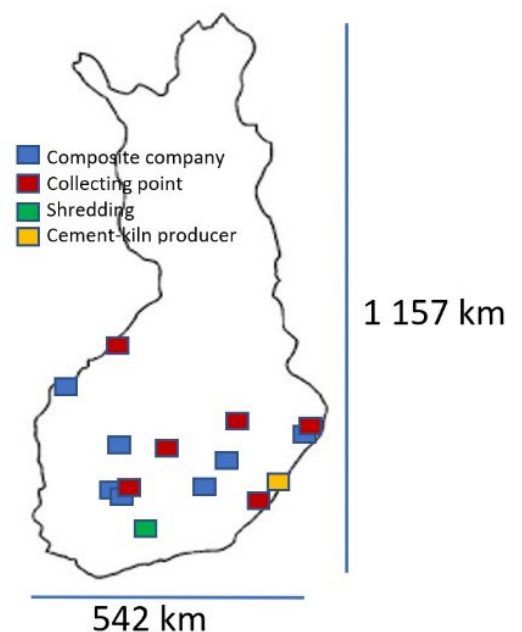 Composite company
Collecting point
Shredding
Cement-kiln producer
1 157 km
542 km